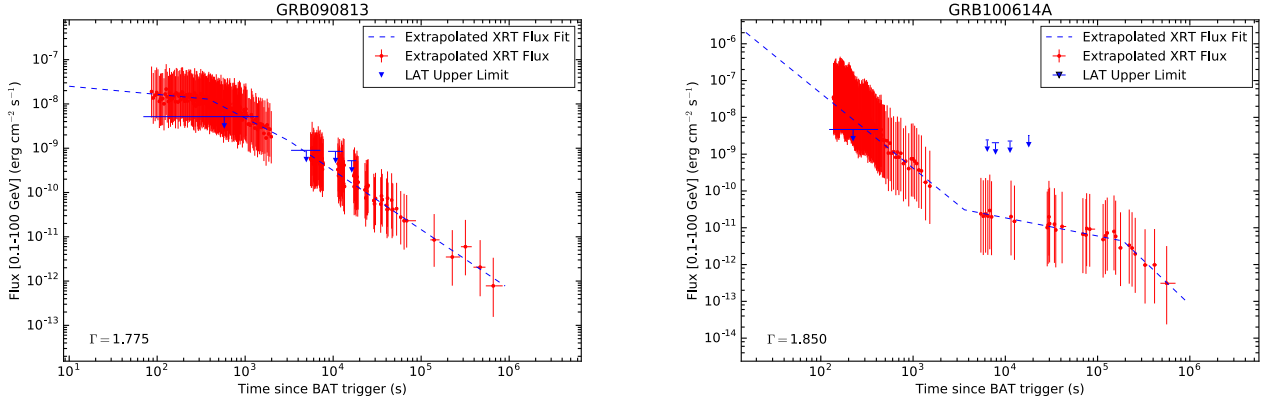 GRB090813
Flux [0.1-100 GeV] (erg cm⁻² s⁻¹)
10⁻⁷
10⁻⁸
10⁻⁹
10⁻¹⁰
10⁻¹¹
10⁻¹²
10⁻¹³
Extrapolated XRT Flux Fit
Extrapolated XRT Flux
LAT Upper Limit
Γ = 1.775
10¹ 10² 10³ 10⁴ 10⁵ 10⁶
Time since BAT trigger (s)
GRB100614A
Flux [0.1-100 GeV] (erg cm⁻² s⁻¹)
10⁻⁶
10⁻⁷
10⁻⁸
10⁻⁹
10⁻¹⁰
10⁻¹¹
10⁻¹²
10⁻¹³
10⁻¹⁴
Extrapolated XRT Flux Fit
Extrapolated XRT Flux
LAT Upper Limit
Γ = 1.850
10² 10³ 10⁴ 10⁵ 10⁶
Time since BAT trigger (s)